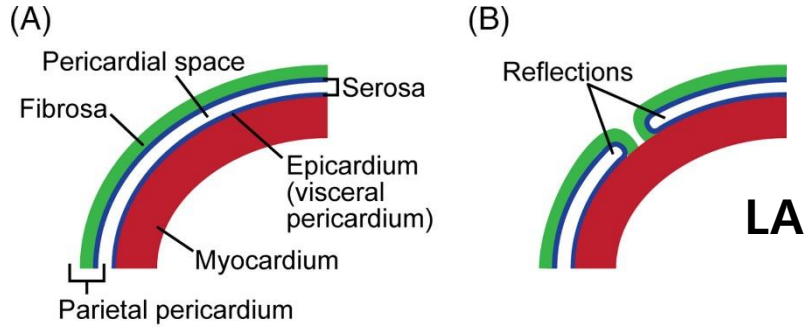 (A)
Pericardial space
Fibrosa
Serosa
Epicardium
(visceral
pericardium)
Myocardium
Parietal pericardium
(B)
Reflections
LA